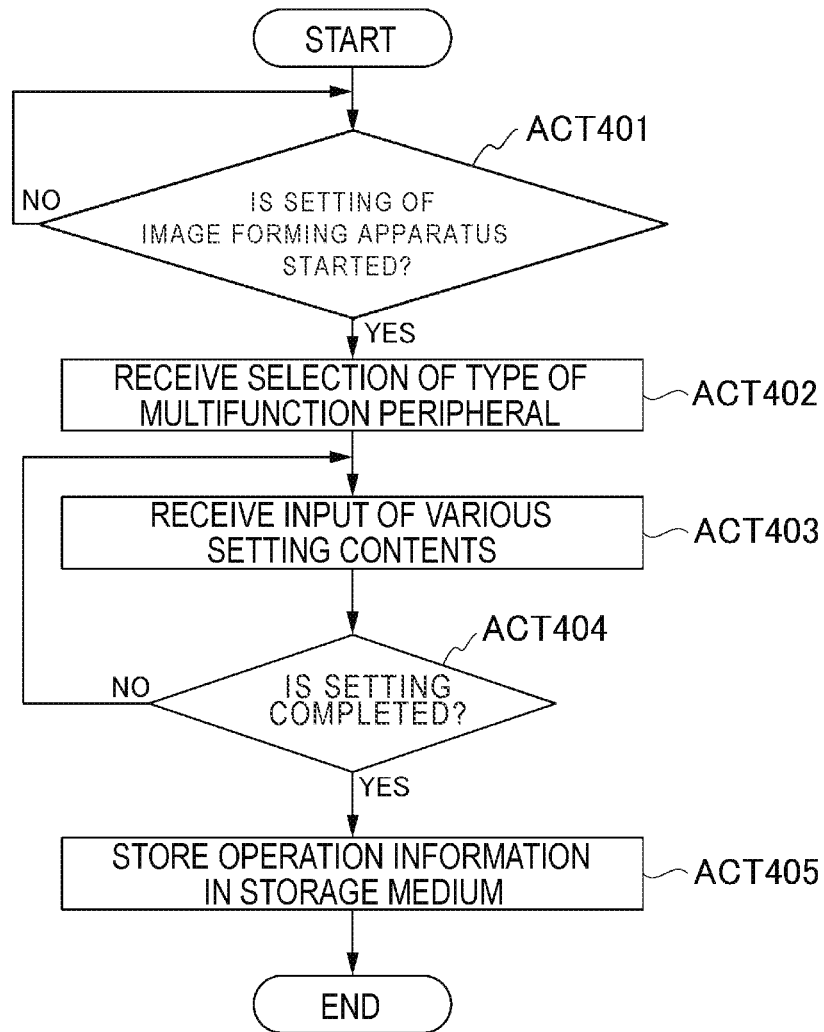 START
ACT401
NO
IS SETTING OF
IMAGE FORMING APPARATUS
STARTED?
YES
RECEIVE SELECTION OF TYPE OF
MULTIFUNCTION PERIPHERAL
ACT402
RECEIVE INPUT OF VARIOUS
SETTING CONTENTS
ACT403
ACT404
NO
IS SETTING
COMPLETED?
YES
STORE OPERATION INFORMATION
IN STORAGE MEDIUM
ACT405
END